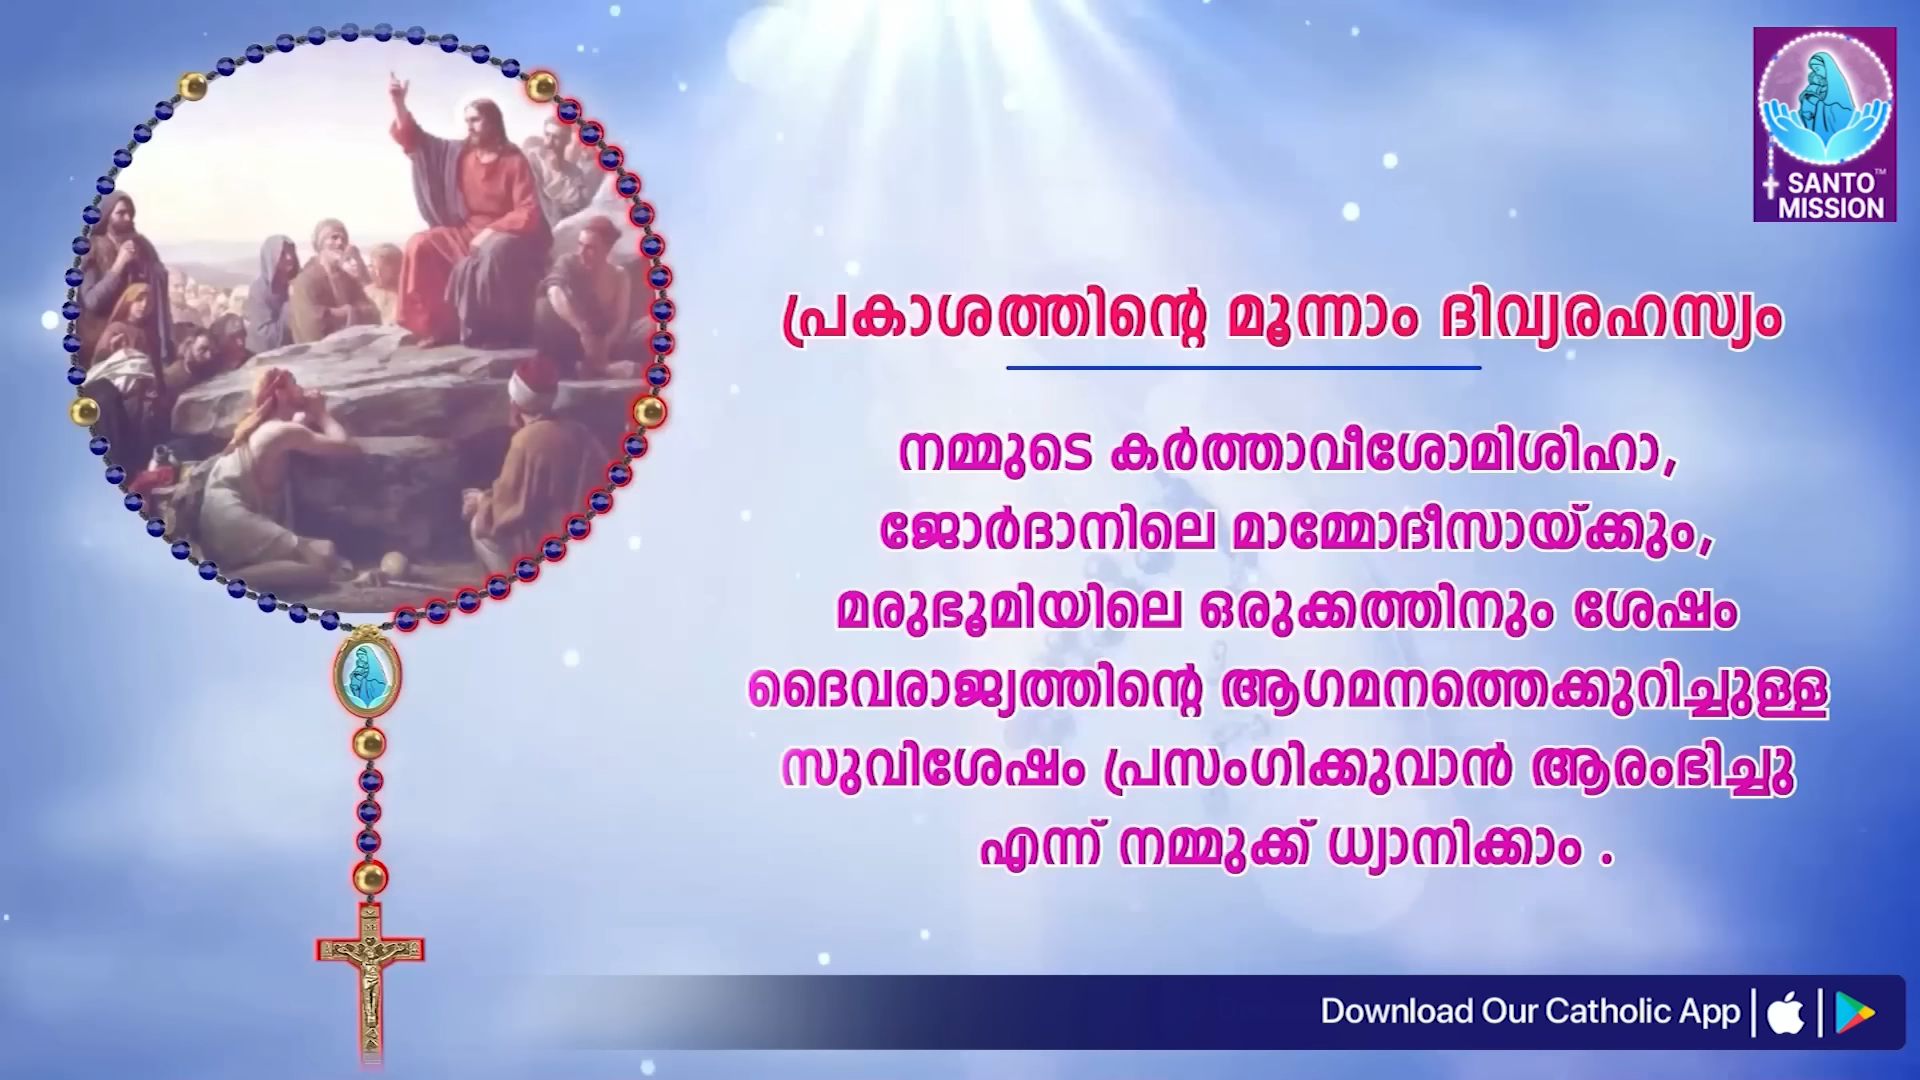 SANTO™
MISSION
പ്രകാശത്തിന്റെ മൂന്നാം ദിവ്യരഹസ്യം
നമ്മുടെ കർത്താവീശോമിശിഹാ,
ജോർദാനിലെ മാമ്മോദീസായ്ക്കും,
മരുഭൂമിയിലെ ഒരുക്കത്തിനും ശേഷം
ദൈവരാജ്യത്തിന്റെ ആഗമനത്തെക്കുറിച്ചുള്ള
സുവിശേഷം പ്രസംഗിക്കുവാൻ ആരംഭിച്ചു
എന്ന് നമ്മുക്ക് ധ്യാനിക്കാം .
Download Our Catholic App